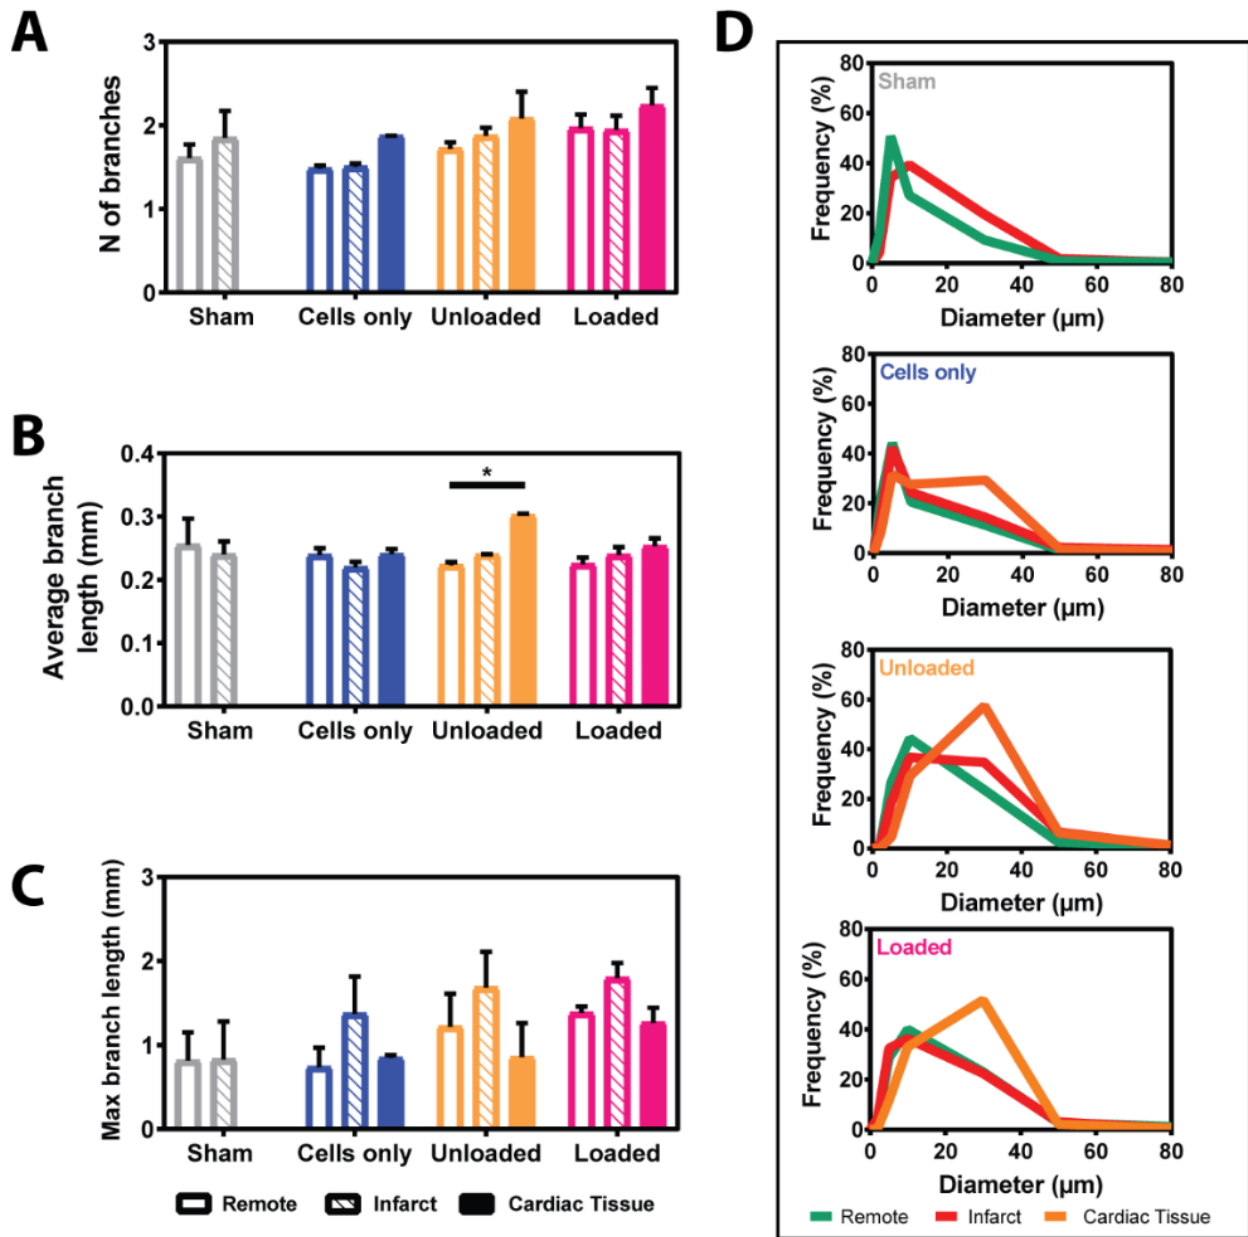 A
N of branches
3
2
1
0
Sham Cells only Unloaded Loaded
B
Average branch
length (mm)
0.4
0.3
0.2
0.1
0.0
*
Sham Cells only Unloaded Loaded
C
Max branch length (mm)
3
2
1
0
Sham Cells only Unloaded Loaded
Remote Infarct Cardiac Tissue
D
Frequency (%)
80
60
40
20
0
Sham
0 20 40 60 80
Diameter (μm)
Frequency (%)
80
60
40
20
0
Cells only
0 20 40 60 80
Diameter (μm)
Frequency (%)
80
60
40
20
0
Unloaded
0 20 40 60 80
Diameter (μm)
Frequency (%)
80
60
40
20
0
Loaded
0 20 40 60 80
Diameter (μm)
Remote Infarct Cardiac Tissue